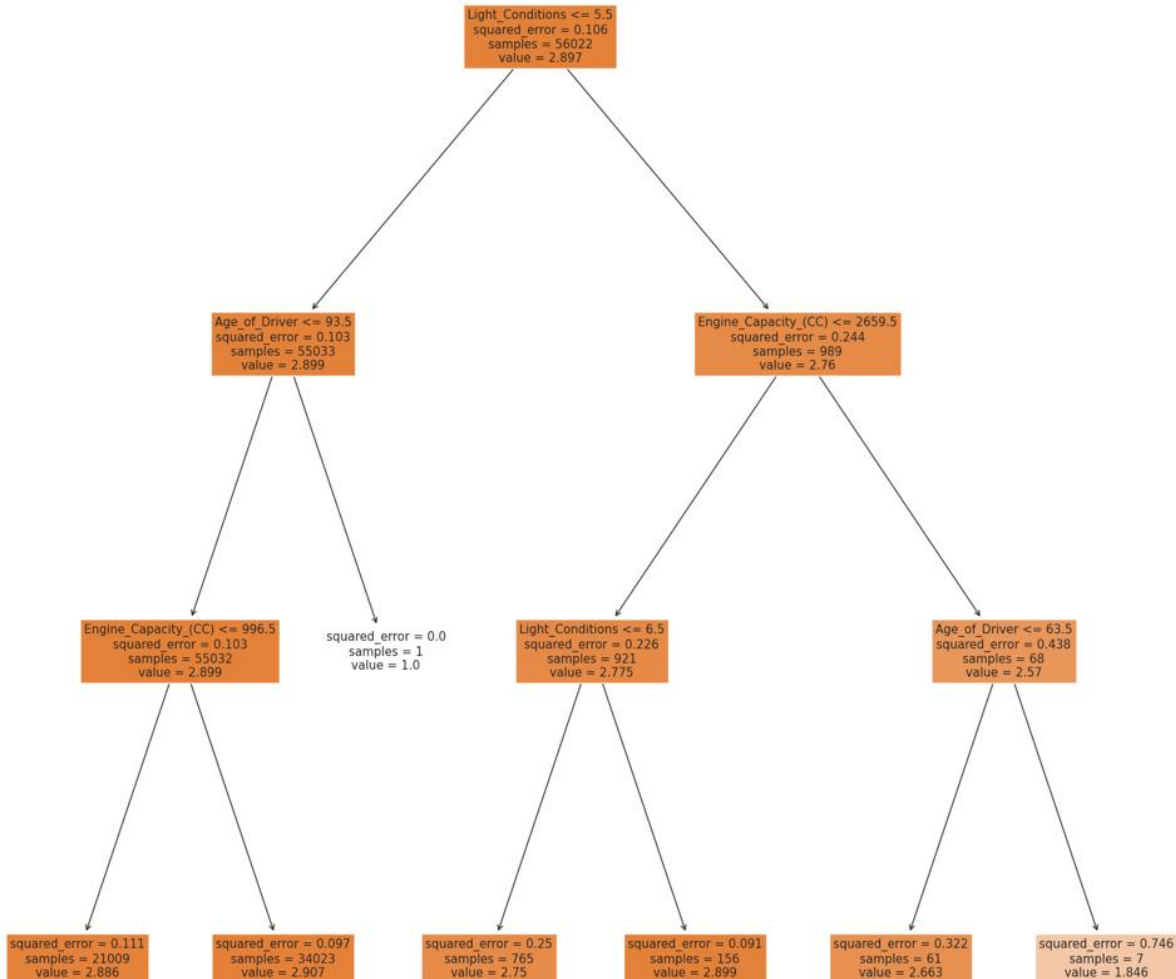 Light_Conditions <= 5.5
squared_error = 0.106
samples = 56022
value = 2.897
Age_of_Driver <= 93.5
squared_error = 0.103
samples = 55033
value = 2.899
Engine_Capacity_(CC) <= 2659.5
squared_error = 0.244
samples = 989
value = 2.76
Engine_Capacity_(CC) <= 996.5
squared_error = 0.103
samples = 55032
value = 2.899
squared_error = 0.0
samples = 1
value = 1.0
Light_Conditions <= 6.5
squared_error = 0.226
samples = 921
value = 2.775
Age_of_Driver <= 63.5
squared_error = 0.438
samples = 68
value = 2.57
squared_error = 0.111
samples = 21009
value = 2.886
squared_error = 0.097
samples = 34023
value = 2.907
squared_error = 0.25
samples = 765
value = 2.75
squared_error = 0.091
samples = 156
value = 2.899
squared_error = 0.322
samples = 61
value = 2.663
squared_error = 0.746
samples = 7
value = 1.846